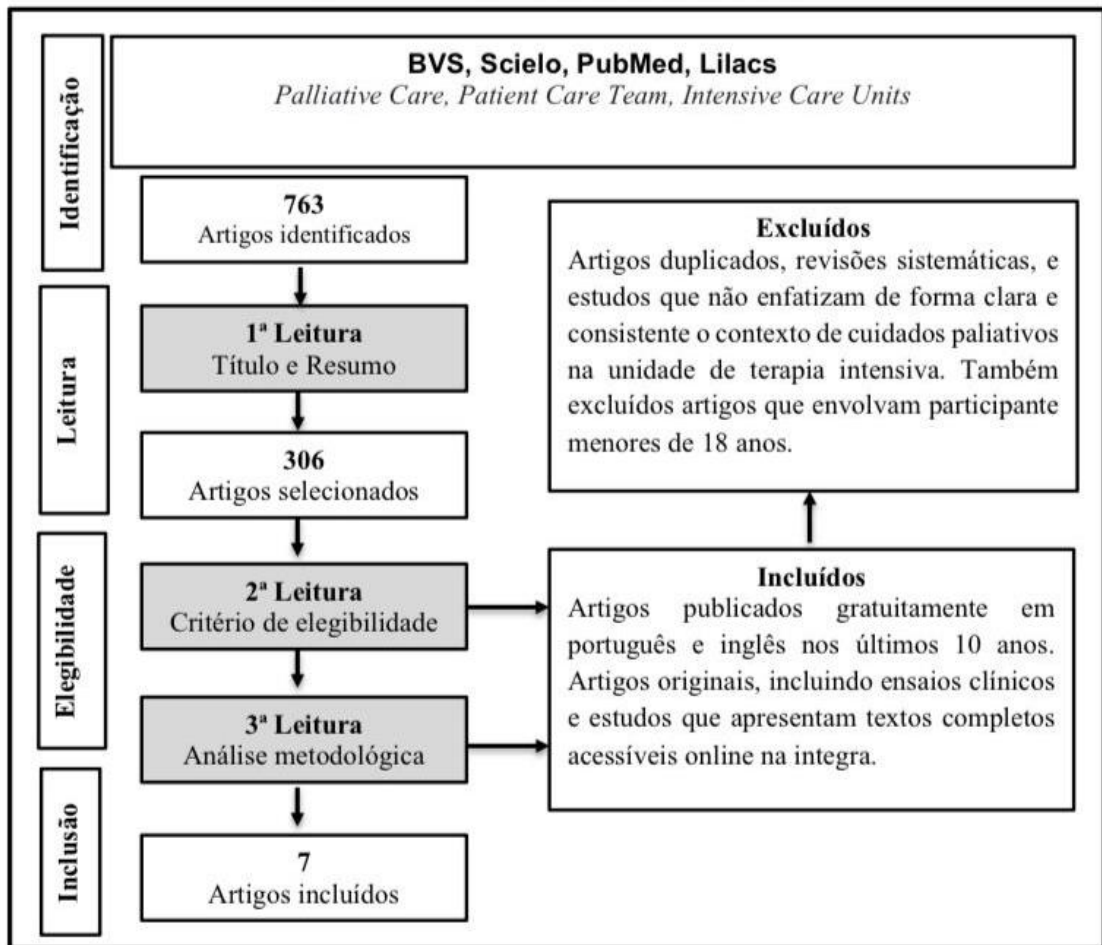 Identificação
BVS, Scielo, PubMed, Lilacs
Palliative Care, Patient Care Team, Intensive Care Units
763
Artigos identificados
Leitura
1ª Leitura
Título e Resumo
306
Artigos selecionados
Excluídos
Artigos duplicados, revisões sistemáticas, e
estudos que não enfatizam de forma clara e
consistente o contexto de cuidados paliativos
na unidade de terapia intensiva. Também
excluídos artigos que envolvam participante
menores de 18 anos.
Elegibilidade
2ª Leitura
Critério de elegibilidade
3ª Leitura
Análise metodológica
Incluídos
Artigos publicados gratuitamente em
português e inglês nos últimos 10 anos.
Artigos originais, incluindo ensaios clínicos
e estudos que apresentam textos completos
acessíveis online na integra.
Inclusão
7
Artigos incluídos